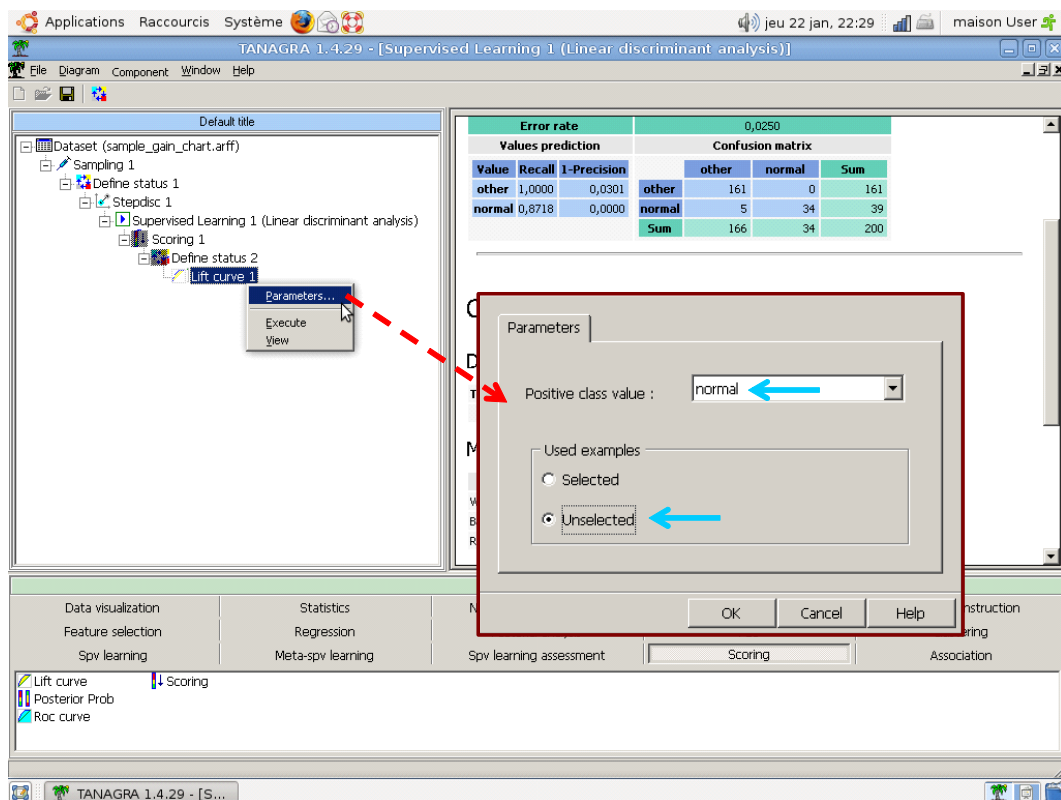 Applications Raccourcis Système jeu 22 jan, 22:29 maison User
TANAGRA 1.4.29 - [Supervised Learning 1 (Linear discriminant analysis)]
File Diagram Component Window Help
Default title
Dataset (sample_gain_chart.arff)
Sampling 1
Define status 1
Stepdisc 1
Supervised Learning 1 (Linear discriminant analysis)
Scoring 1
Define status 2
Lift curve 1
Parameters...
Execute
View
Error rate 0,0250
Values prediction Confusion matrix
Value Recall 1-Precision other normal Sum
other 1,0000 0,0301 other 161 0 161
normal 0,8718 0,0000 normal 5 34 39
Sum 166 34 200
Parameters
Positive class value : normal
Used examples
Selected
Unselected
OK Cancel Help
Data visualization Statistics
Feature selection Regression
Spv learning Meta-spv learning Spv learning assessment Scoring Association
Lift curve Scoring
Posterior Prob
Roc curve
TANAGRA 1.4.29 - [S...